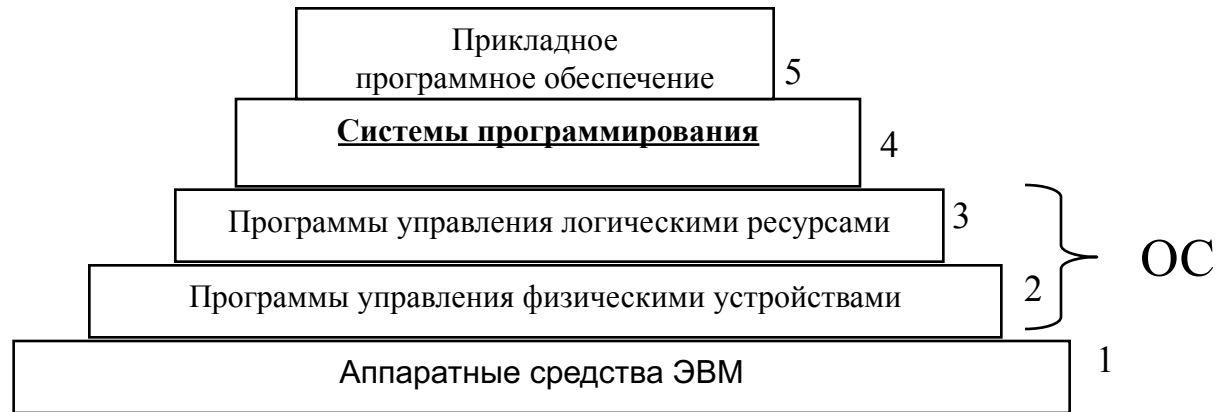 Прикладное
программное обеспечение
5
Системы программирования
4
Программы управления логическими ресурсами
3
Программы управления физическими устройствами
2
ОС
Аппаратные средства ЭВМ
1